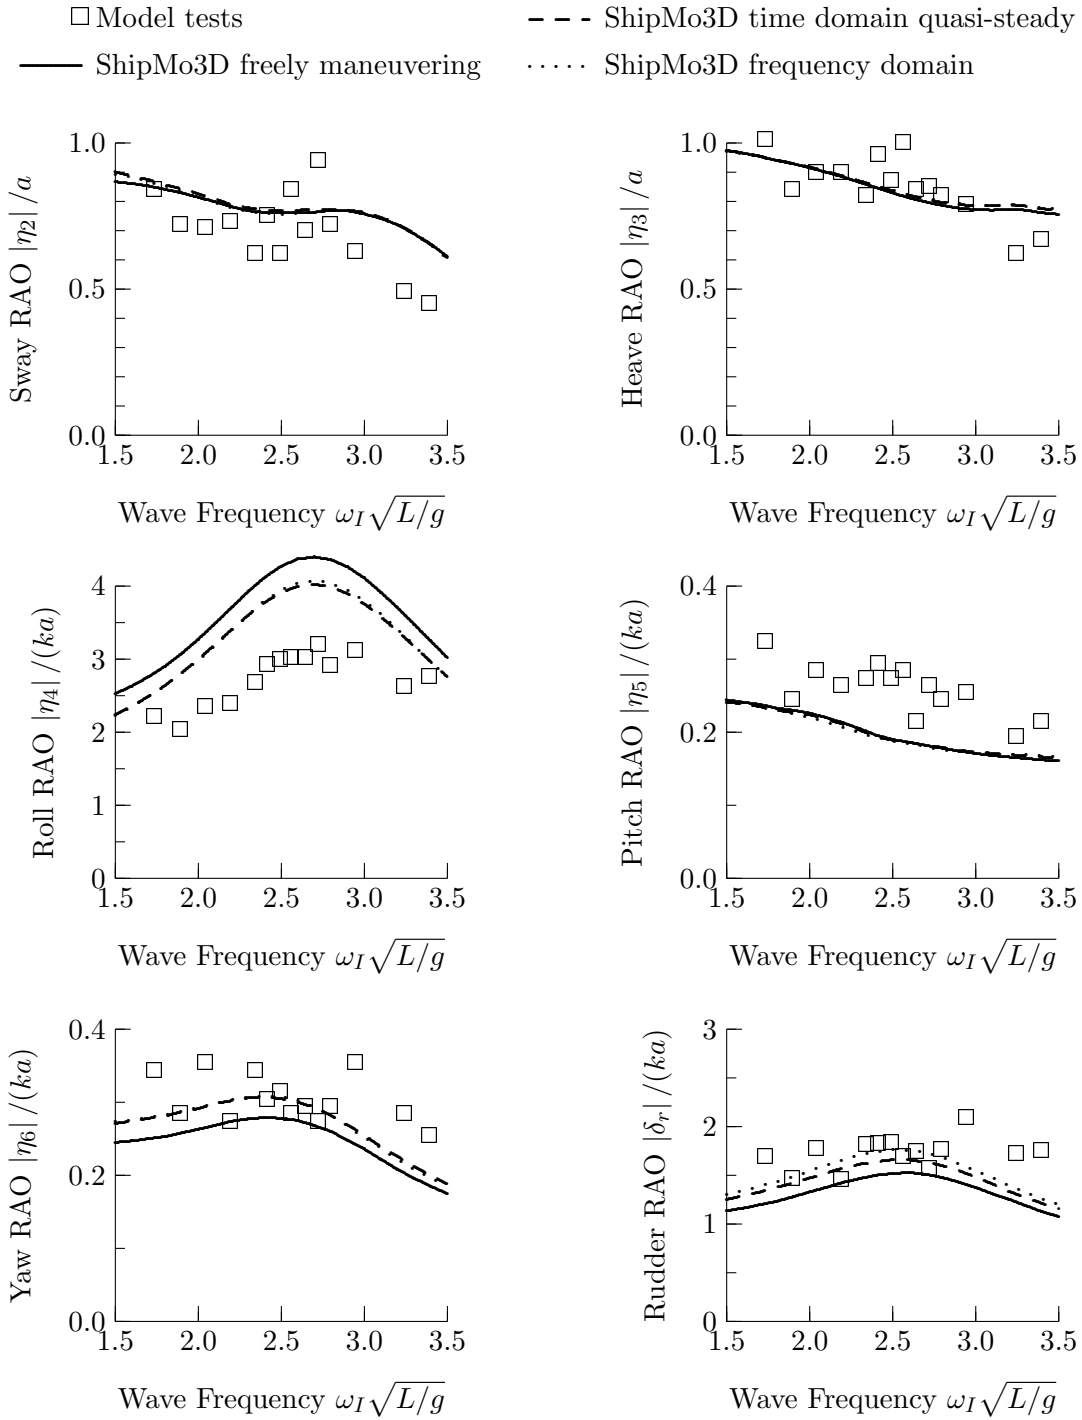 □ Model tests
ShipMo3D time domain quasi-steady
ShipMo3D freely maneuvering
ShipMo3D frequency domain
Sway RAO |η₂|/a
1.0
0.5
0.0
1.5 2.0 2.5 3.0 3.5
Wave Frequency ω_I√(L/g)
Heave RAO |η₃|/a
1.0
0.5
0.0
1.5 2.0 2.5 3.0 3.5
Wave Frequency ω_I√(L/g)
Roll RAO |η₄|/(ka)
4
3
2
1
0
1.5 2.0 2.5 3.0 3.5
Wave Frequency ω_I√(L/g)
Pitch RAO |η₅|/(ka)
0.4
0.2
0.0
1.5 2.0 2.5 3.0 3.5
Wave Frequency ω_I√(L/g)
Yaw RAO |η₆|/(ka)
0.4
0.2
0.0
1.5 2.0 2.5 3.0 3.5
Wave Frequency ω_I√(L/g)
Rudder RAO |δᵣ|/(ka)
3
2
1
0
1.5 2.0 2.5 3.0 3.5
Wave Frequency ω_I√(L/g)